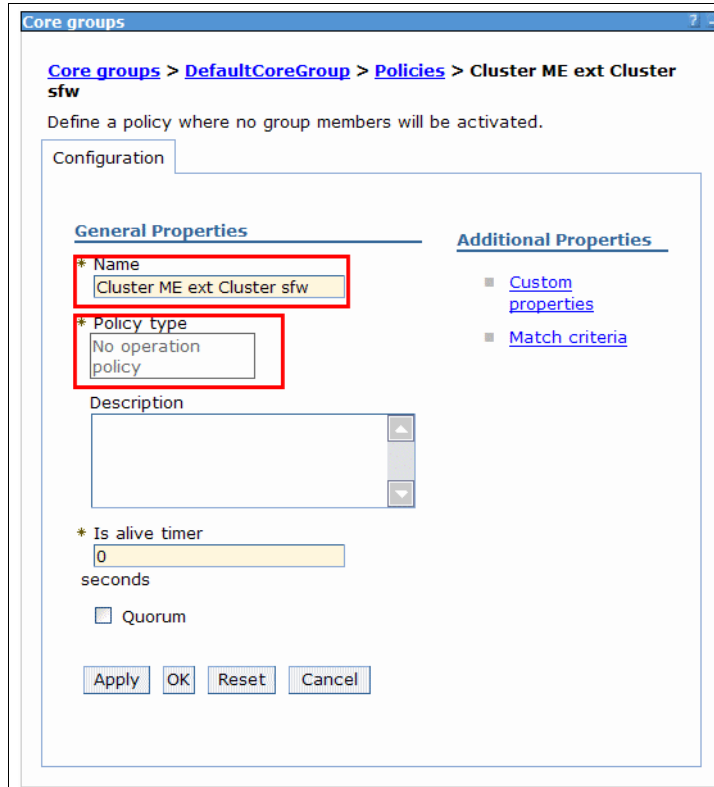 Core groups
?
Core groups > DefaultCoreGroup > Policies > Cluster ME ext Cluster
sfw
Define a policy where no group members will be activated.
Configuration
General Properties
* Name
Cluster ME ext Cluster sfw
* Policy type
No operation
policy
Description
* Is alive timer
0
seconds
Quorum
Apply OK Reset Cancel
Additional Properties
Custom
properties
Match criteria